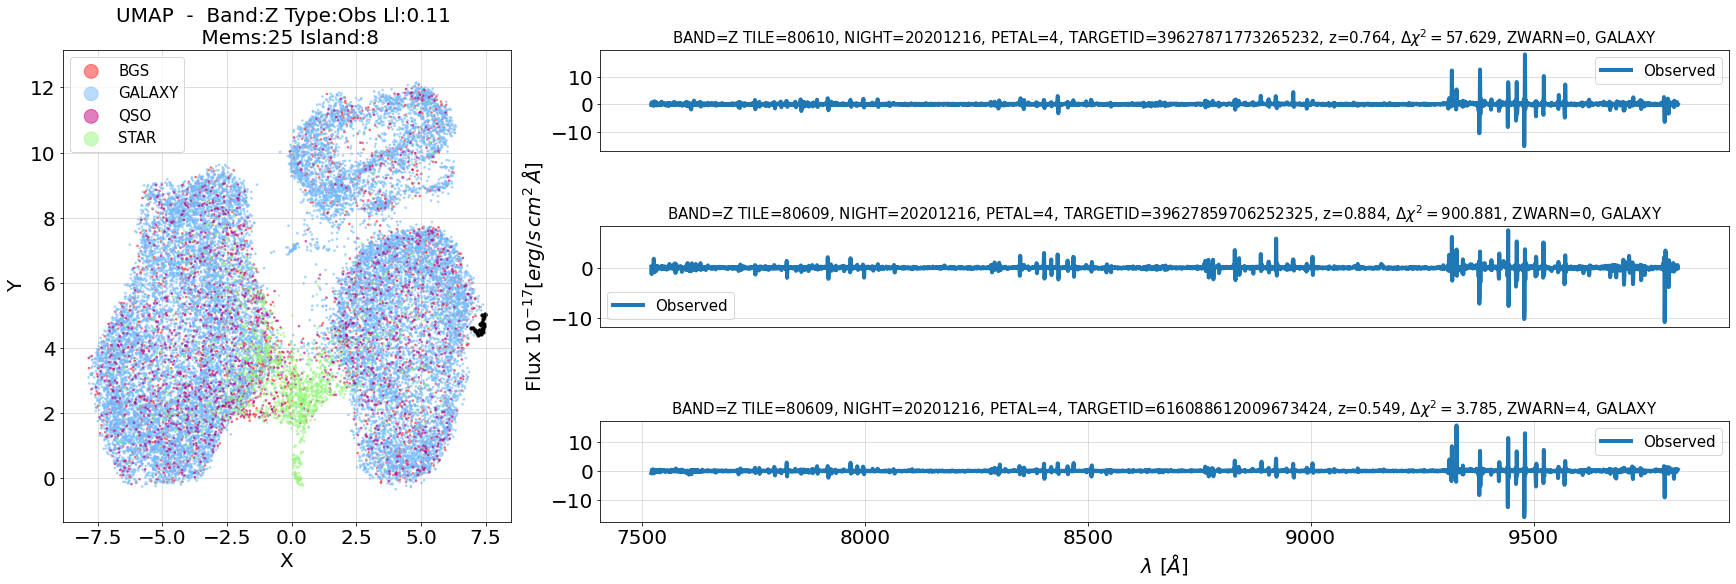 UMAP - Band:Z Type:Obs Ll:0.11
Mems:25 Island:8
BGS
GALAXY
QSO
STAR
12
10
8
6
4
2
0
Y
−7.5 −5.0 −2.5 0.0 2.5 5.0 7.5
X
Flux 10^{-17}[erg/s cm^2 Å]
BAND=Z TILE=80610, NIGHT=20201216, PETAL=4, TARGETID=39627871773265232, z=0.764, Δχ² = 57.629, ZWARN=0, GALAXY
10
0
−10
Observed
BAND=Z TILE=80609, NIGHT=20201216, PETAL=4, TARGETID=39627859706252325, z=0.884, Δχ² = 900.881, ZWARN=0, GALAXY
0
−10
Observed
BAND=Z TILE=80609, NIGHT=20201216, PETAL=4, TARGETID=616088612009673424, z=0.549, Δχ² = 3.785, ZWARN=4, GALAXY
10
0
−10
Observed
7500 8000 8500 9000 9500
λ [Å]